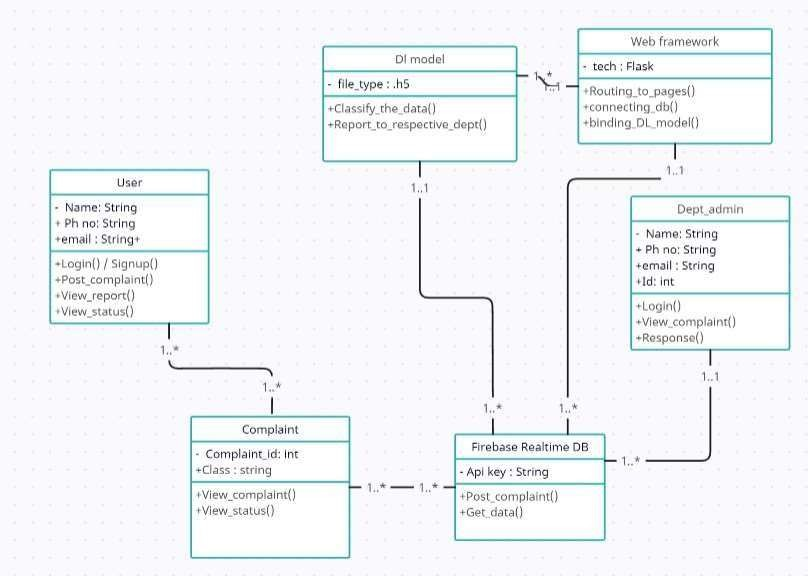 Dl model
- file_type : .h5
+Classify_the_data()
+Report_to_respective_dept()
1..*
1..1
Web framework
- tech : Flask
+Routing_to_pages()
+connecting_db()
+binding_DL_model()
1..1
1..1
User
- Name: String
+ Ph no: String
+email : String+
+Login() / Signup()
+Post_complaint()
+View_report()
+View_status()
1..*
1..*
Dept_admin
- Name: String
+ Ph no: String
+email : String
+Id: int
+Login()
+View_complaint()
+Response()
1..1
1..*
1..*
1..*
Complaint
- Complaint_id: int
+Class : string
+View_complaint()
+View_status()
1..*
1..*
Firebase Realtime DB
- Api key : String
+Post_complaint()
+Get_data()